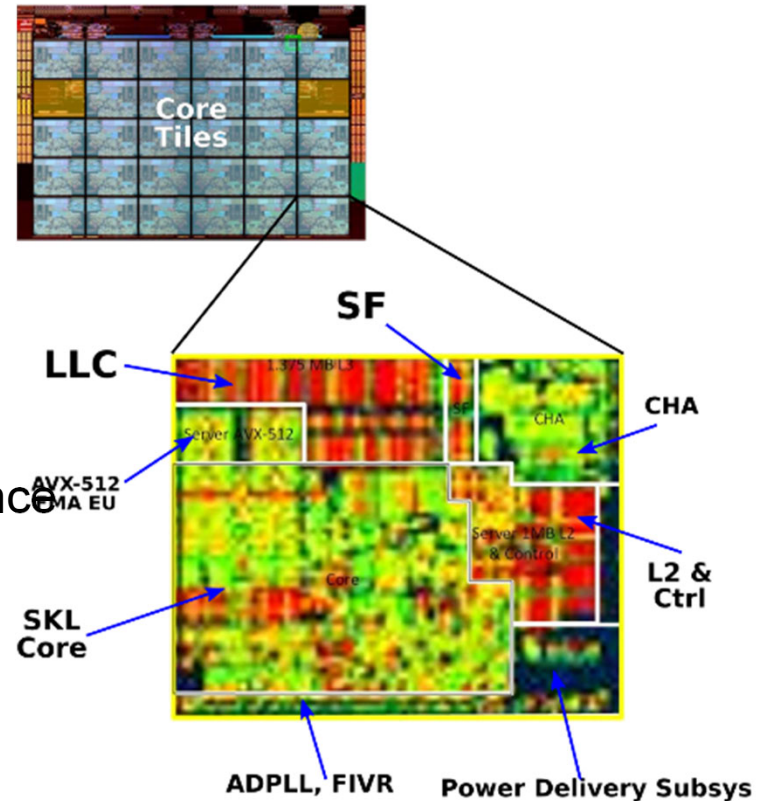 Core
Tiles
SF
LLC
1.375 MB L3
SF
CHA
CHA
Server AVX-512
AVX-512
FMA EU
nce
Server 1MB L2
& Control
Core
L2 &
Ctrl
SKL
Core
ADPLL, FIVR
Power Delivery Subsys